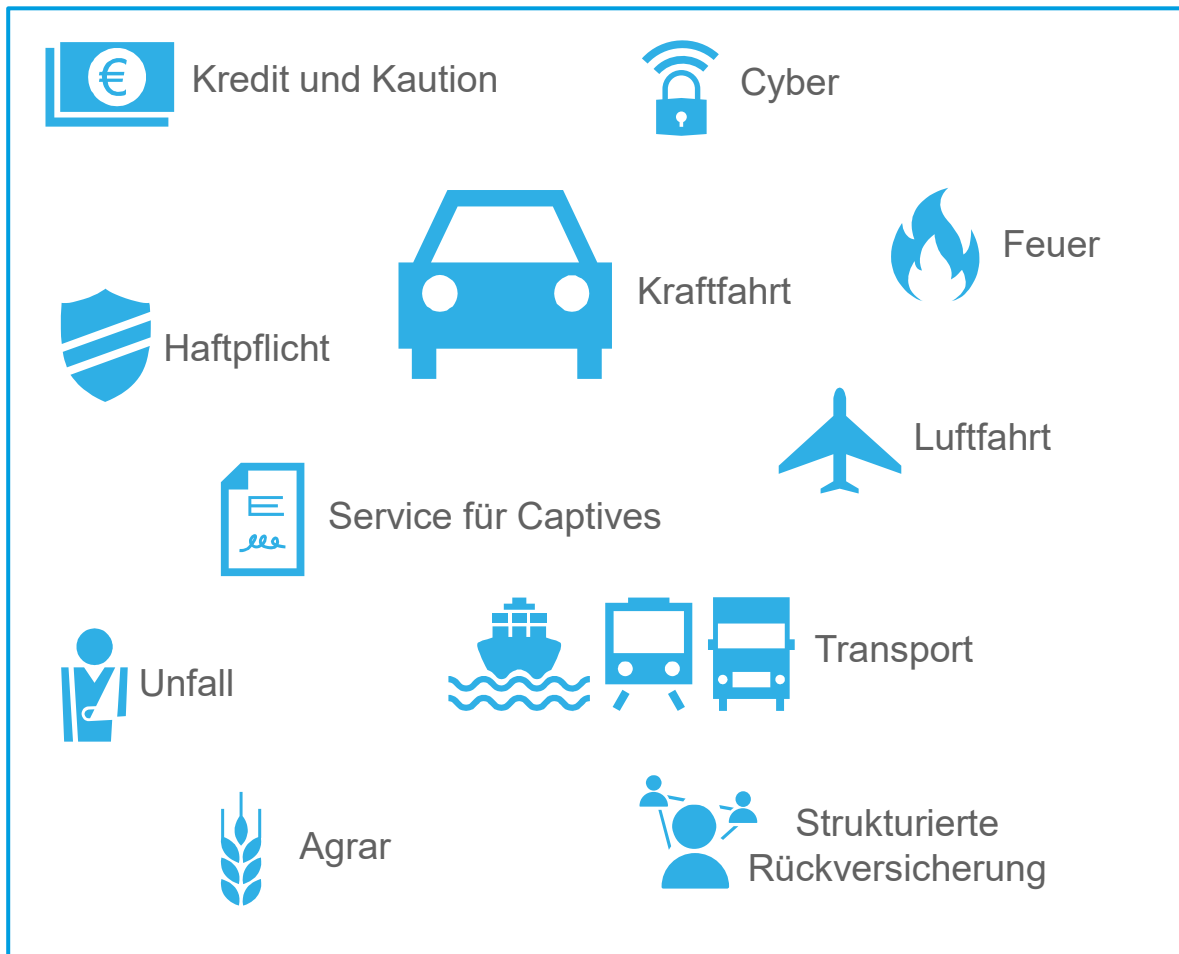 € Kredit und Kaution
Cyber
Feuer
Kraftfahrt
Haftpflicht
Luftfahrt
Service für Captives
Transport
Unfall
Strukturierte
Rückversicherung
Agrar